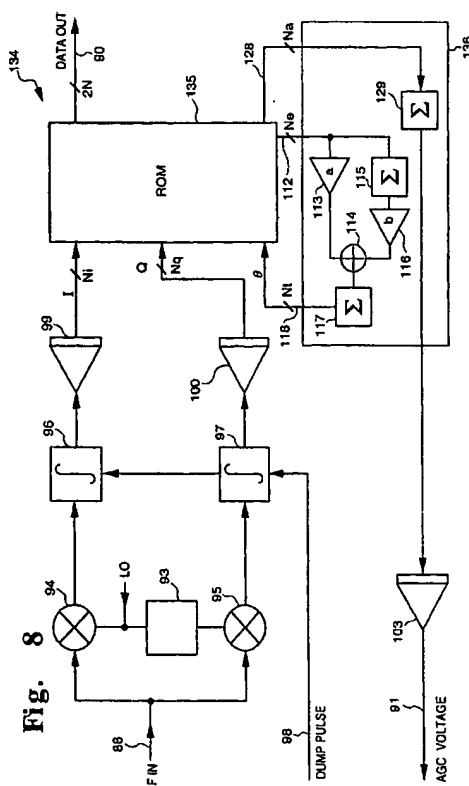 134
DATA OUT
90
2N
135
ROM
I
Ni
Q
Nq
θ
Nt
118
99
100
96
97
94
95
93
LO
Fig. 8
F IN
98
DUMP PULSE
128
Na
136
129
Σ
112
Ne
113
a
115
Σ
114
b
116
117
Σ
103
91
AGC VOLTAGE